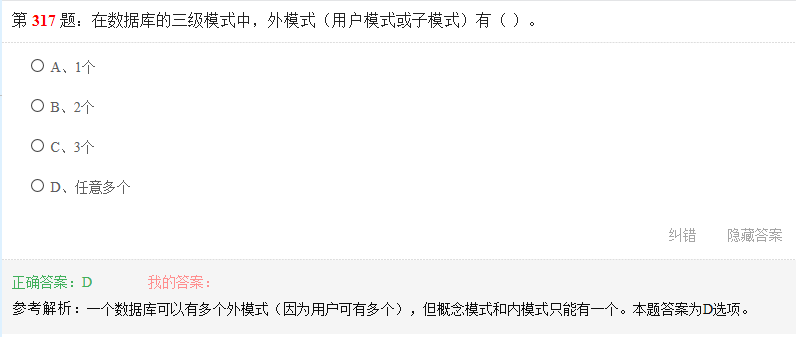 第 317 题：在数据库的三级模式中，外模式（用户模式或子模式）有（ ）。
A、1个
B、2个
C、3个
D、任意多个
纠错 隐藏答案
正确答案：D 我的答案：
参考解析：一个数据库可以有多个外模式（因为用户可有多个），但概念模式和内模式只能有一个。本题答案为D选项。